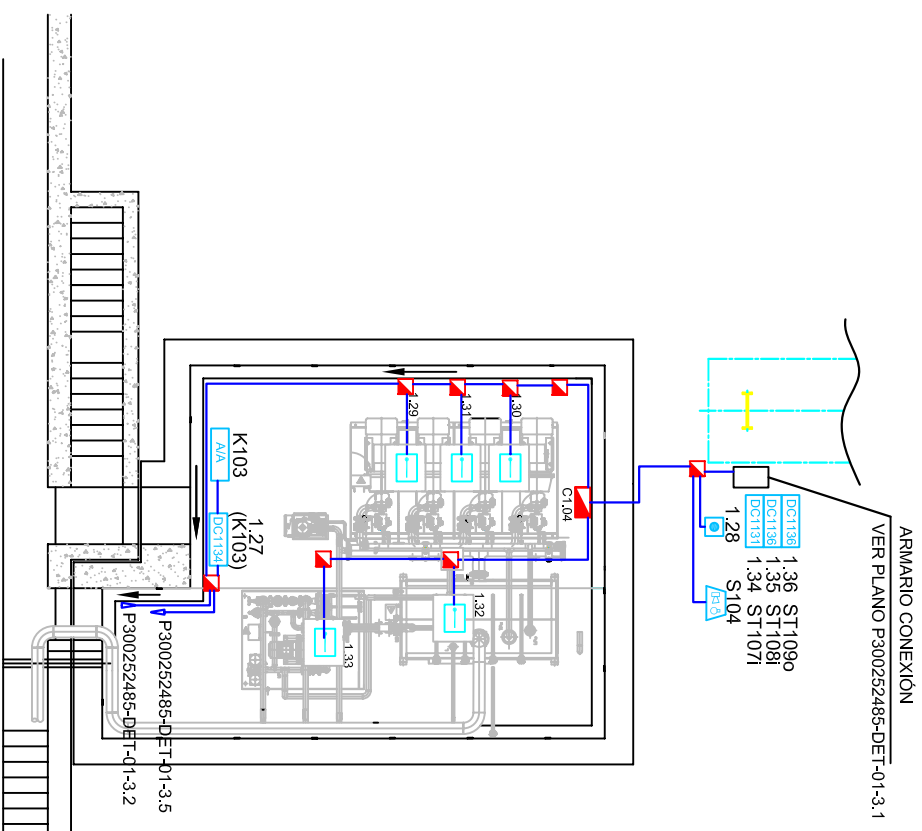 ARMARIO CONEXIÓN
VER PLANO P300252485-DET-01-3.1
DC1136 1.36 ST109o
DC1136 1.35 ST108i
DC1131 1.34 ST107i
1.28
S104
C1.04
1.30
1.31
1.29
1.32
1.33
K103
A/A
1.27
(K103)
DC1134
P300252485-DET-01-3.5
P300252485-DET-01-3.2